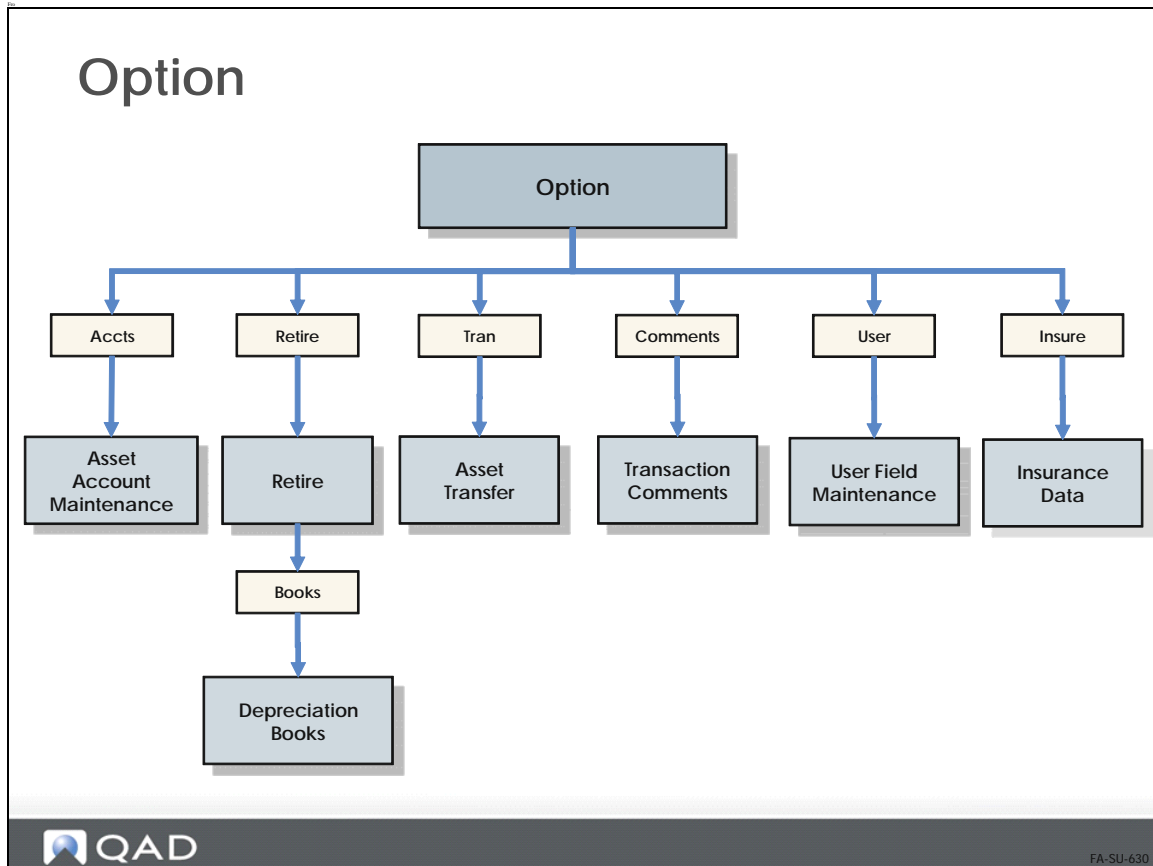 Option
Option
Accts
Retire
Tran
Comments
User
Insure
Asset
Account
Maintenance
Retire
Asset
Transfer
Transaction
Comments
User Field
Maintenance
Insurance
Data
Books
Depreciation
Books
QAD
FA-SU-630